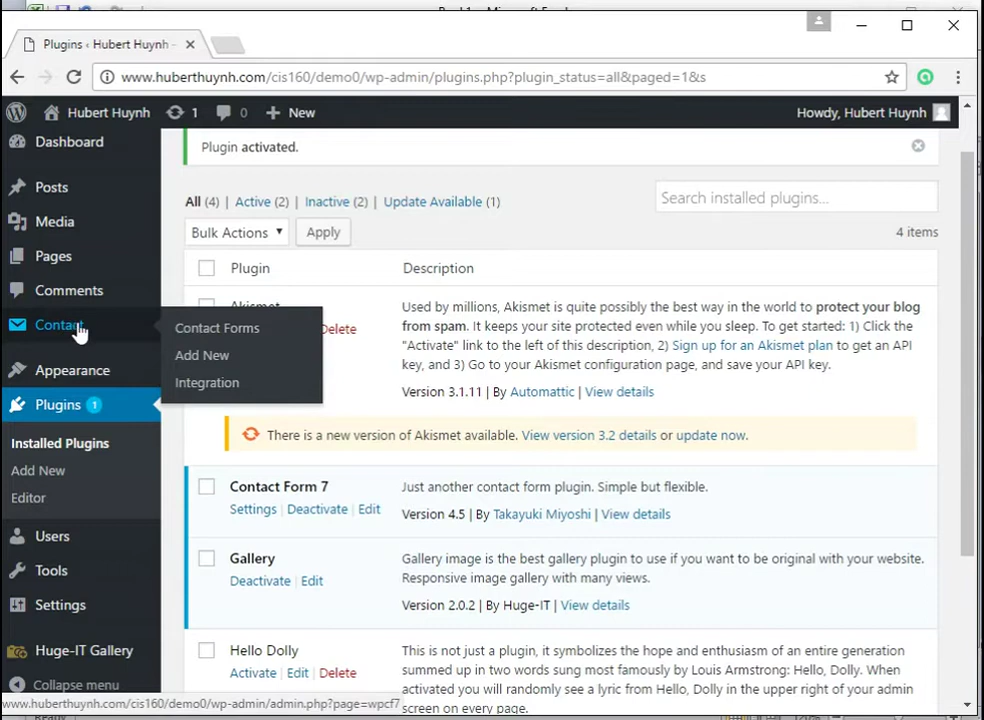 Plugins ‹ Hubert Huynh -
www.huberthuynh.com/cis160/demo0/wp-admin/plugins.php?plugin_status=all&paged=1&s
Hubert Huynh 1 0 New Howdy, Hubert Huynh
Dashboard
Posts
Media
Pages
Comments
Contact
Contact Forms
Add New
Integration
Appearance
Plugins 1
Installed Plugins
Add New
Editor
Users
Tools
Settings
Huge-IT Gallery
Collapse menu
Plugin activated.
All (4) | Active (2) | Inactive (2) | Update Available (1)
Search installed plugins...
Bulk Actions Apply 4 items
Plugin Description
Akismet
Delete
Used by millions, Akismet is quite possibly the best way in the world to protect your blog
from spam. It keeps your site protected even while you sleep. To get started: 1) Click the
"Activate" link to the left of this description, 2) Sign up for an Akismet plan to get an API
key, and 3) Go to your Akismet configuration page, and save your API key.
Version 3.1.11 | By Automattic | View details
There is a new version of Akismet available. View version 3.2 details or update now.
Contact Form 7
Settings | Deactivate | Edit
Just another contact form plugin. Simple but flexible.
Version 4.5 | By Takayuki Miyoshi | View details
Gallery
Deactivate | Edit
Gallery image is the best gallery plugin to use if you want to be original with your website.
Responsive image gallery with many views.
Version 2.0.2 | By Huge-IT | View details
Hello Dolly
Activate | Edit | Delete
This is not just a plugin, it symbolizes the hope and enthusiasm of an entire generation
summed up in two words sung most famously by Louis Armstrong: Hello, Dolly. When
activated you will randomly see a lyric from Hello, Dolly in the upper right of your admin
screen on every page.
www.huberthuynh.com/cis160/demo0/wp-admin/admin.php?page=wpcf7